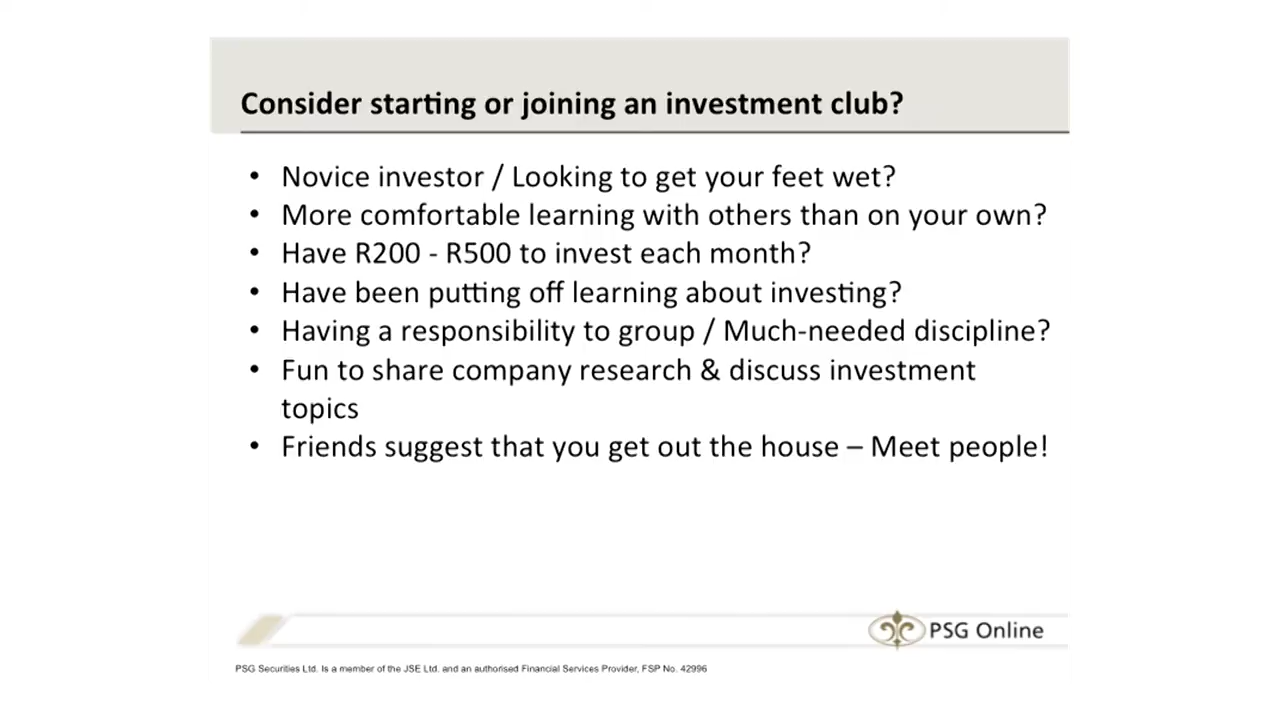 Consider starting or joining an investment club?
• Novice investor / Looking to get your feet wet?
• More comfortable learning with others than on your own?
• Have R200 - R500 to invest each month?
• Have been putting off learning about investing?
• Having a responsibility to group / Much-needed discipline?
• Fun to share company research & discuss investment
topics
• Friends suggest that you get out the house – Meet people!
PSG Online
PSG Securities Ltd. Is a member of the JSE Ltd. and an authorised Financial Services Provider, FSP No. 42996